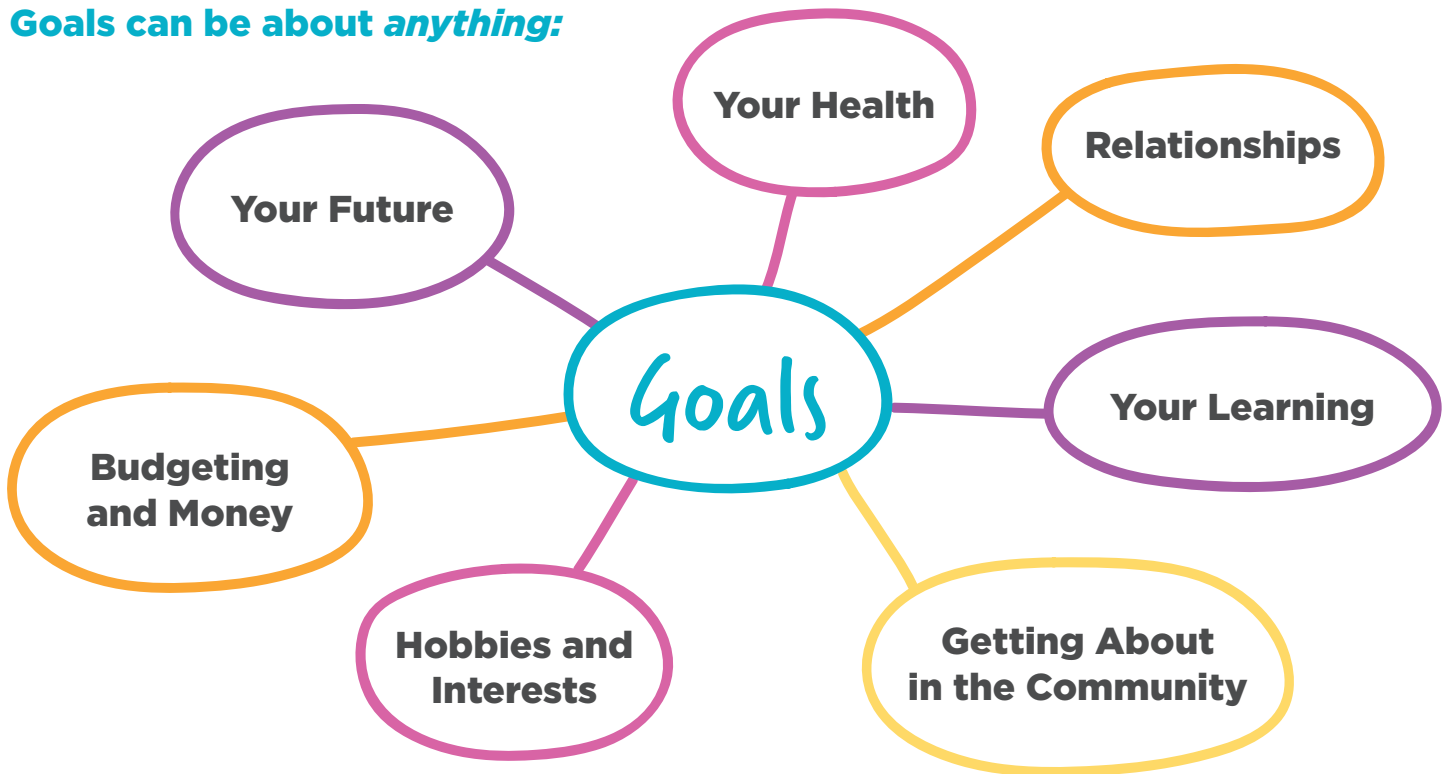 Goals can be about anything:
Your Health
Relationships
Your Future
Goals
Your Learning
Budgeting
and Money
Hobbies and
Interests
Getting About
in the Community